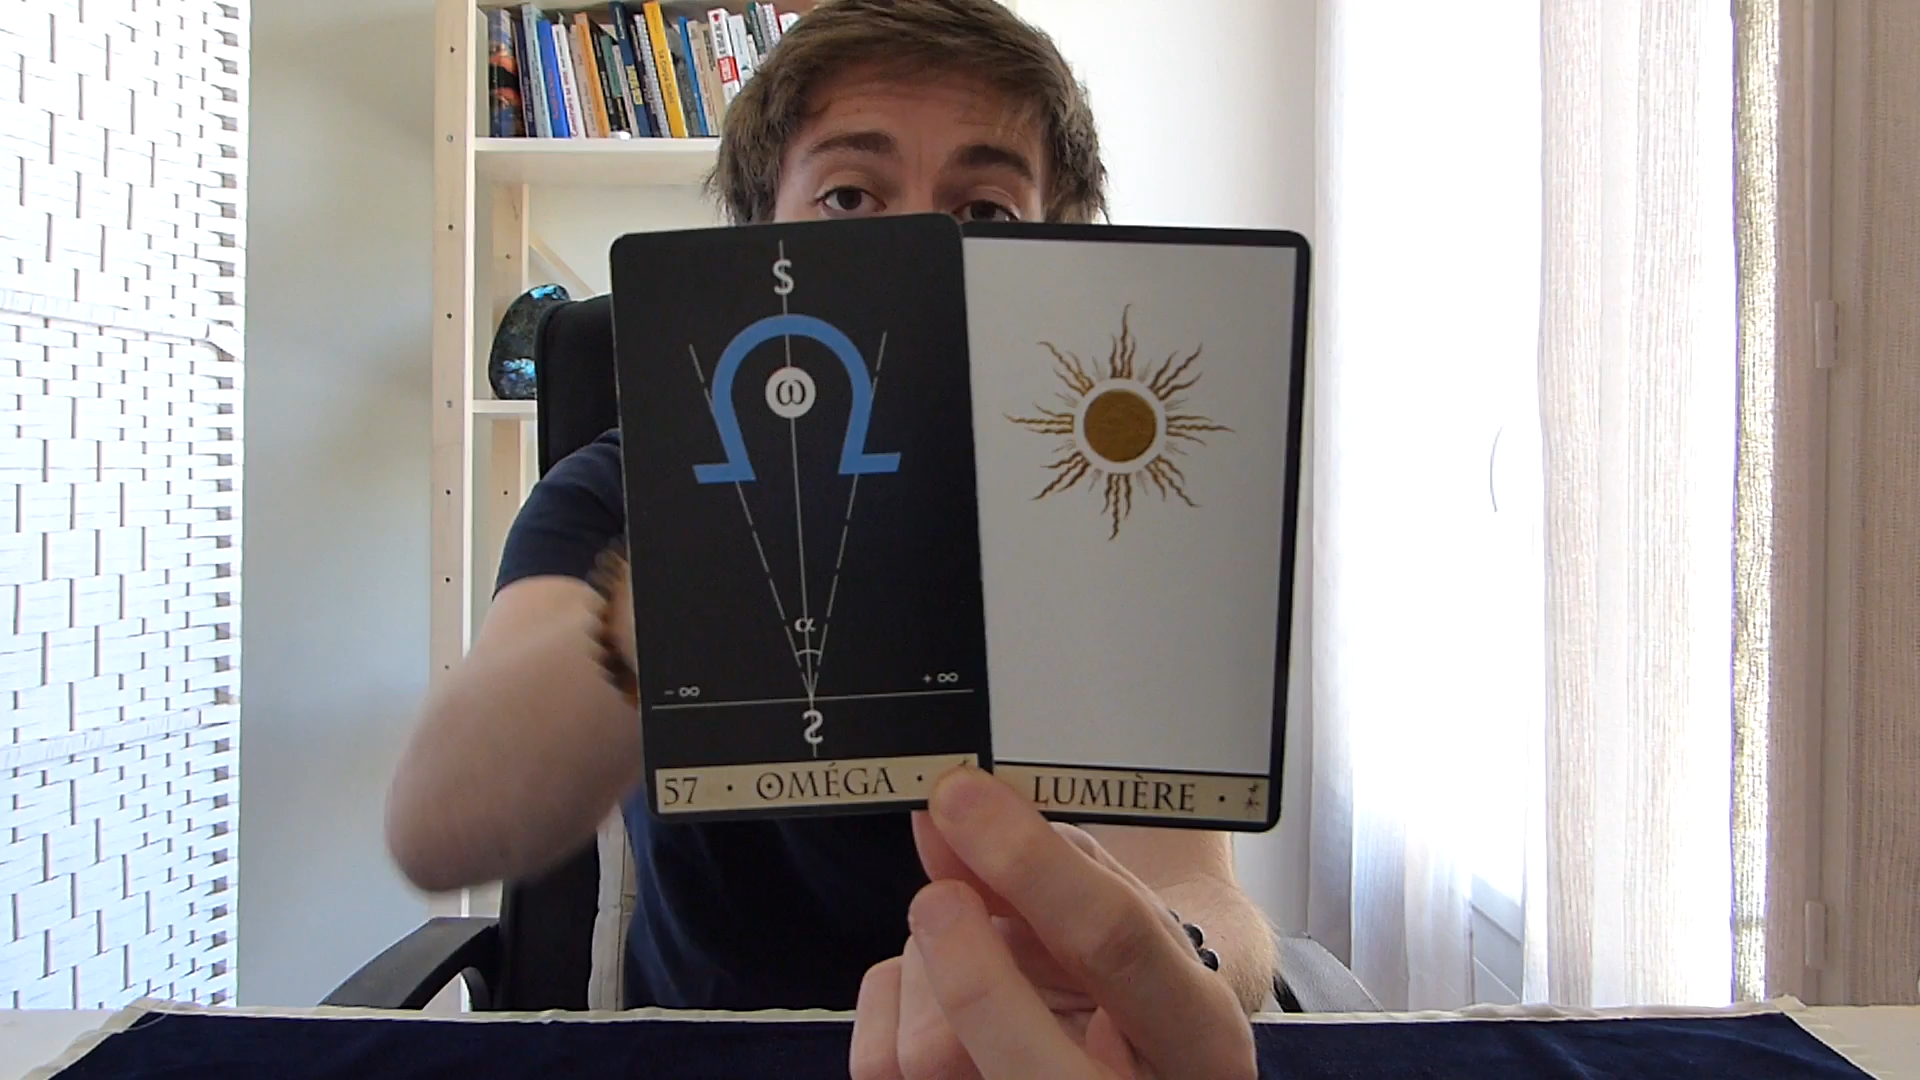 S
ω
α
- ∞ + ∞
S
57 · OMÉGA ·
LUMIÈRE ·